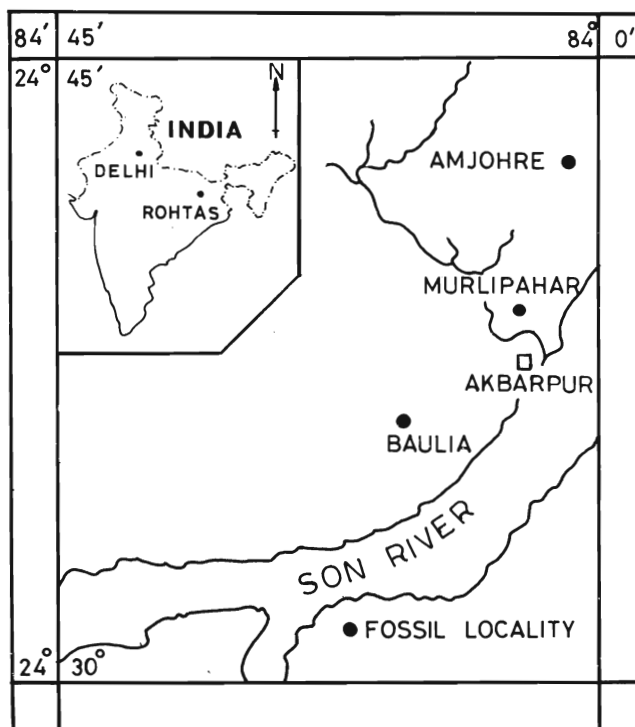 84′ 45′ 84° 0′
24° 45′
N
INDIA
DELHI
ROHTAS
AMJOHRE
MURLIPAHAR
AKBARPUR
BAULIA
SON RIVER
FOSSIL LOCALITY
24° 30′